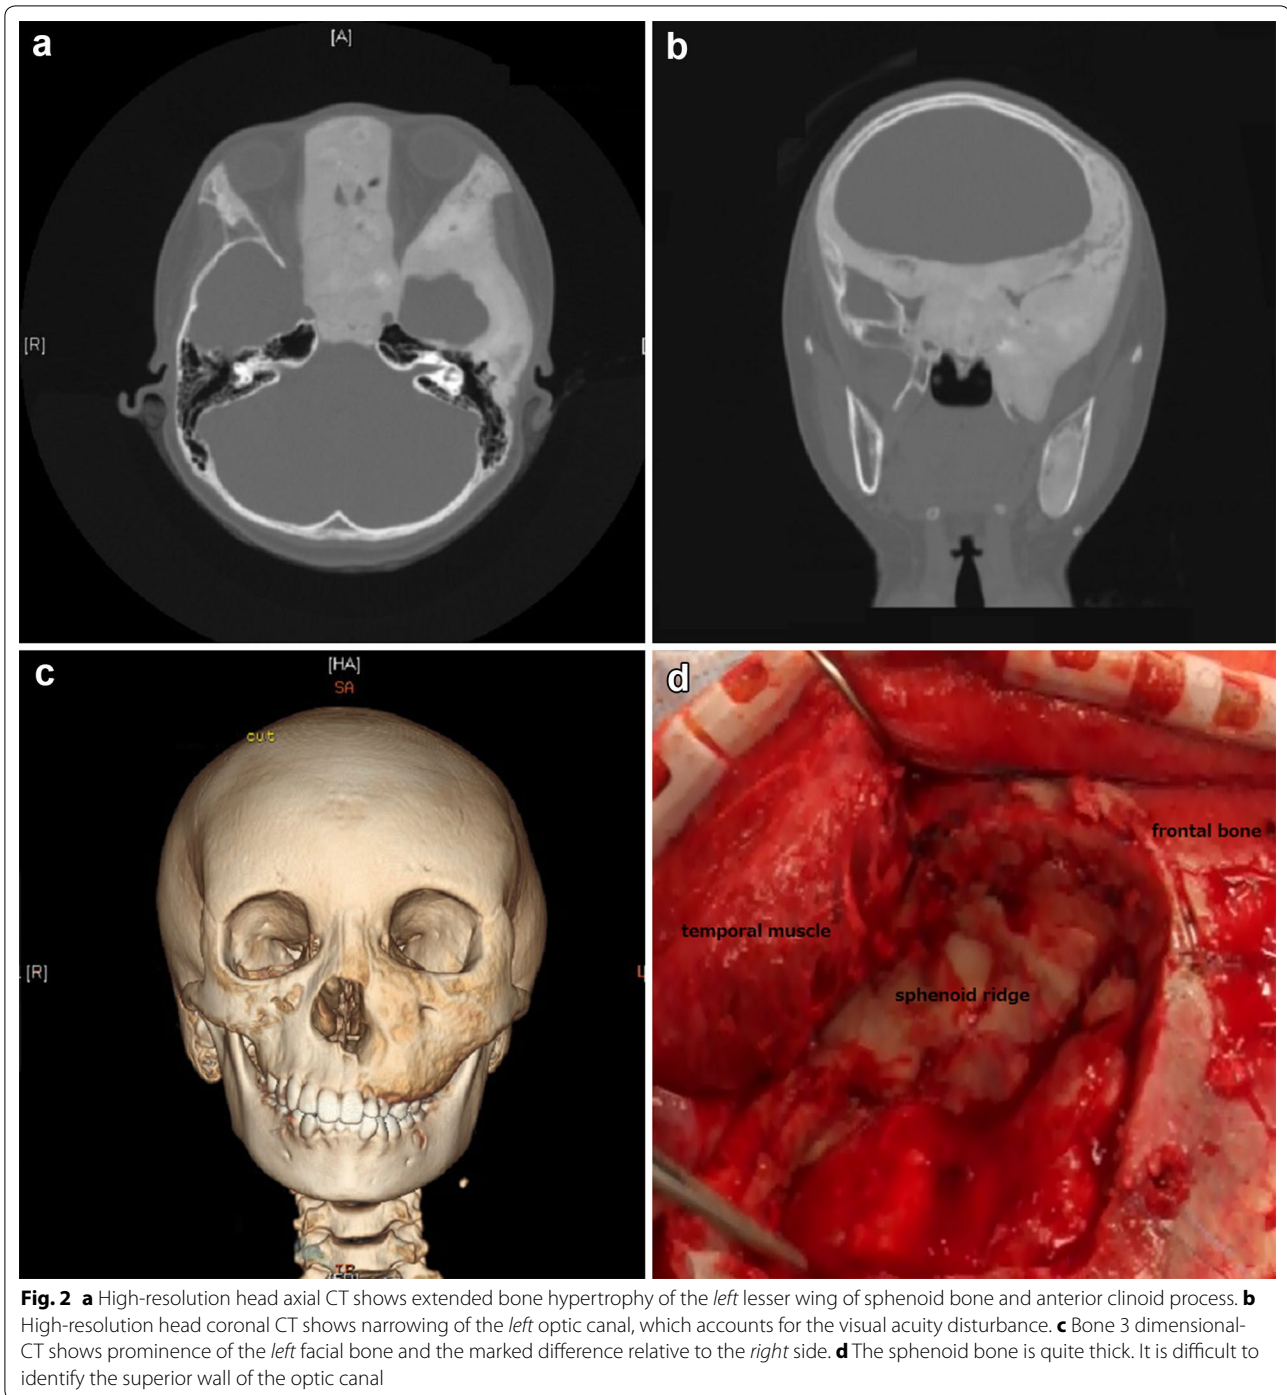 a
[A]
[R]
[
b
c
[HA]
SA
cut
[R]
L
IP
d
frontal bone
temporal muscle
sphenoid ridge
Fig. 2 a High-resolution head axial CT shows extended bone hypertrophy of the left lesser wing of sphenoid bone and anterior clinoid process. b
High-resolution head coronal CT shows narrowing of the left optic canal, which accounts for the visual acuity disturbance. c Bone 3 dimensional-
CT shows prominence of the left facial bone and the marked difference relative to the right side. d The sphenoid bone is quite thick. It is difficult to
identify the superior wall of the optic canal